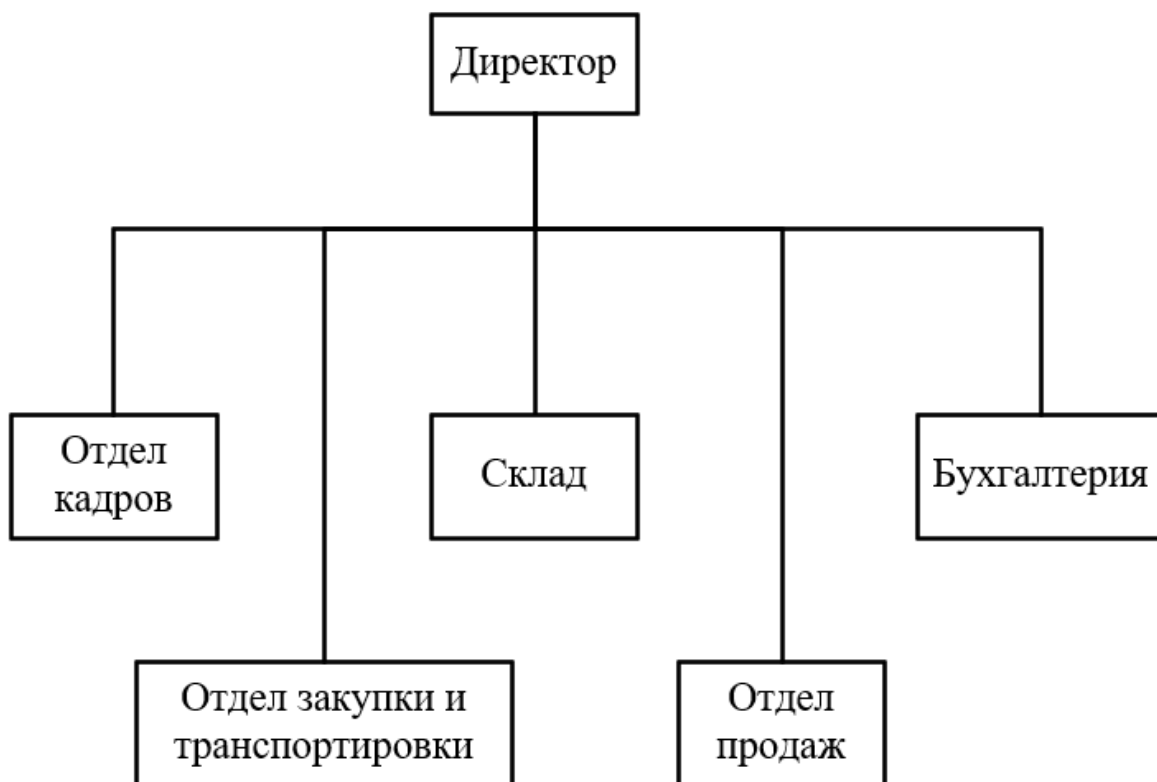 Директор
Отдел
кадров
Склад
Бухгалтерия
Отдел закупки и
транспортировки
Отдел
продаж